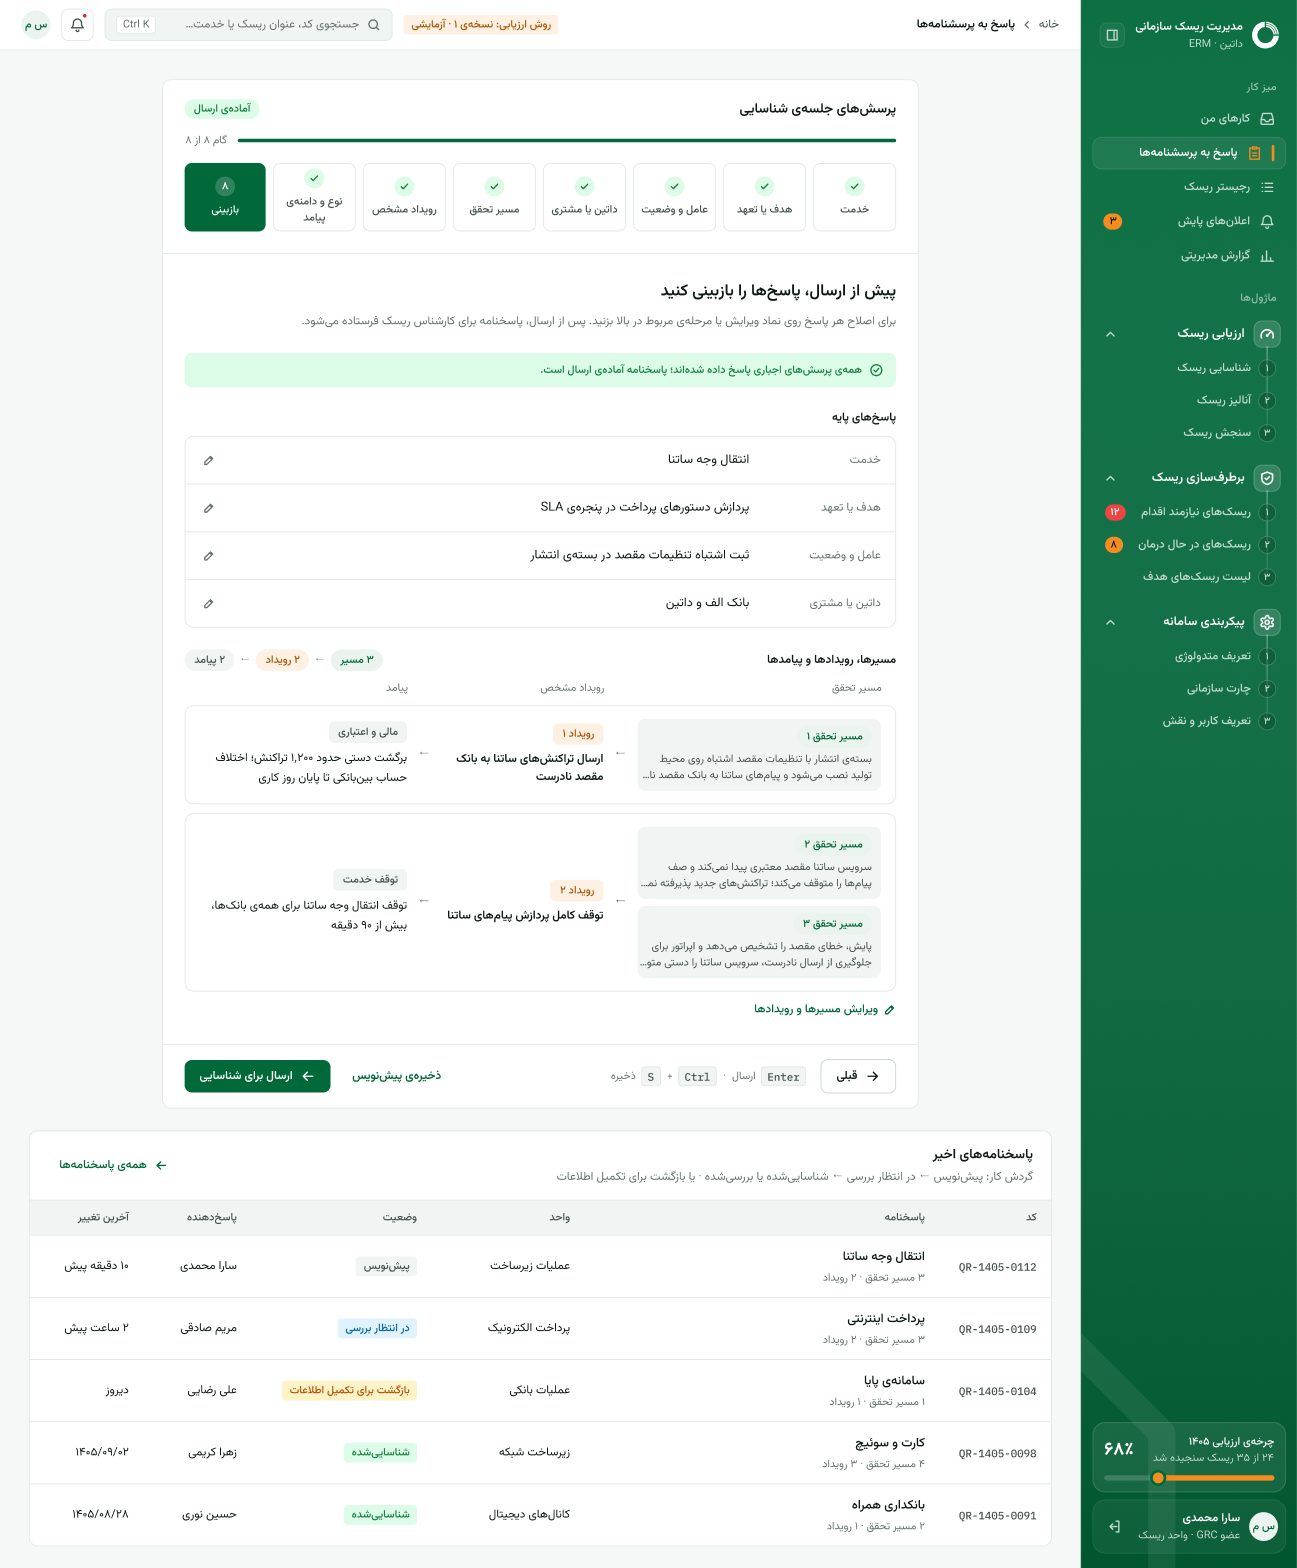 مدیریت ریسک سازمانی
داتین · ERM
میز کار
کارهای من
پاسخ به پرسشنامه‌ها
رجیستر ریسک
اعلان‌های پایش
۳
گزارش مدیریتی
ماژول‌ها
ارزیابی ریسک
۱ شناسایی ریسک
۲ آنالیز ریسک
۳ سنجش ریسک
برطرف‌سازی ریسک
۱ ریسک‌های نیازمند اقدام ۱۲
۲ ریسک‌های در حال درمان ۸
۳ لیست ریسک‌های هدف
پیکربندی سامانه
۱ تعریف متدولوژی
۲ چارت سازمانی
۳ تعریف کاربر و نقش
چرخه‌ی ارزیابی ۱۴۰۵
۲۴ از ۳۵ ریسک سنجیده شد
۶۸٪
س م
سارا محمدی
عضو GRC · واحد ریسک
خانه
پاسخ به پرسشنامه‌ها
روش ارزیابی: نسخه‌ی ۱ · آزمایشی
جستجوی کد، عنوان ریسک یا خدمت...
Ctrl K
س م
پرسش‌های جلسه‌ی شناسایی
آماده‌ی ارسال
گام ۸ از ۸
خدمت
هدف یا تعهد
عامل و وضعیت
داتین یا مشتری
مسیر تحقق
رویداد مشخص
نوع و دامنه‌ی
پیامد
۸
بازبینی
پیش از ارسال، پاسخ‌ها را بازبینی کنید
برای اصلاح هر پاسخ روی نماد ویرایش یا مرحله‌ی مربوط در بالا بزنید. پس از ارسال، پاسخنامه برای کارشناس ریسک فرستاده می‌شود.
همه‌ی پرسش‌های اجباری پاسخ داده شده‌اند؛ پاسخنامه آماده‌ی ارسال است.
پاسخ‌های پایه
خدمت انتقال وجه ساتنا
هدف یا تعهد پردازش دستورهای پرداخت در پنجره‌ی SLA
عامل و وضعیت ثبت اشتباه تنظیمات مقصد در بسته‌ی انتشار
داتین یا مشتری بانک الف و داتین
مسیرها، رویدادها و پیامدها
۳ مسیر ← ۲ رویداد ← ۲ پیامد
مسیر تحقق رویداد مشخص پیامد
مسیر تحقق ۱
بسته‌ی انتشار با تنظیمات مقصد اشتباه روی محیط
تولید نصب می‌شود و پیام‌های ساتنا به بانک مقصد نا...
←
رویداد ۱
ارسال تراکنش‌های ساتنا به بانک
مقصد نادرست
←
مالی و اعتباری
برگشت دستی حدود ۱,۲۰۰ تراکنش؛ اختلاف
حساب بین‌بانکی تا پایان روز کاری
مسیر تحقق ۲
سرویس ساتنا مقصد معتبری پیدا نمی‌کند و صف
پیام‌ها را متوقف می‌کند؛ تراکنش‌های جدید پذیرفته نمـ...
مسیر تحقق ۳
پایش، خطای مقصد را تشخیص می‌دهد و اپراتور برای
جلوگیری از ارسال نادرست، سرویس ساتنا را دستی متو...
←
رویداد ۲
توقف کامل پردازش پیام‌های ساتنا
←
توقف خدمت
توقف انتقال وجه ساتنا برای همه‌ی بانک‌ها،
بیش از ۹۰ دقیقه
ویرایش مسیرها و رویدادها
قبلی
Enter ارسال · Ctrl + S ذخیره
ذخیره‌ی پیش‌نویس
ارسال برای شناسایی
پاسخنامه‌های اخیر
گردش کار: پیش‌نویس ← در انتظار بررسی ← شناسایی‌شده یا بررسی‌شده · یا بازگشت برای تکمیل اطلاعات
همه‌ی پاسخنامه‌ها
کد پاسخنامه واحد وضعیت پاسخ‌دهنده آخرین تغییر
QR-1405-0112 انتقال وجه ساتنا عملیات زیرساخت پیش‌نویس سارا محمدی ۱۰ دقیقه پیش
۳ مسیر تحقق · ۲ رویداد
QR-1405-0109 پرداخت اینترنتی پرداخت الکترونیک در انتظار بررسی مریم صادقی ۲ ساعت پیش
۳ مسیر تحقق · ۲ رویداد
QR-1405-0104 سامانه‌ی پایا عملیات بانکی بازگشت برای تکمیل اطلاعات علی رضایی دیروز
۱ مسیر تحقق · ۱ رویداد
QR-1405-0098 کارت و سوئیچ زیرساخت شبکه شناسایی‌شده زهرا کریمی ۱۴۰۵/۰۹/۰۲
۴ مسیر تحقق · ۳ رویداد
QR-1405-0091 بانکداری همراه کانال‌های دیجیتال شناسایی‌شده حسین نوری ۱۴۰۵/۰۸/۲۸
۲ مسیر تحقق · ۱ رویداد